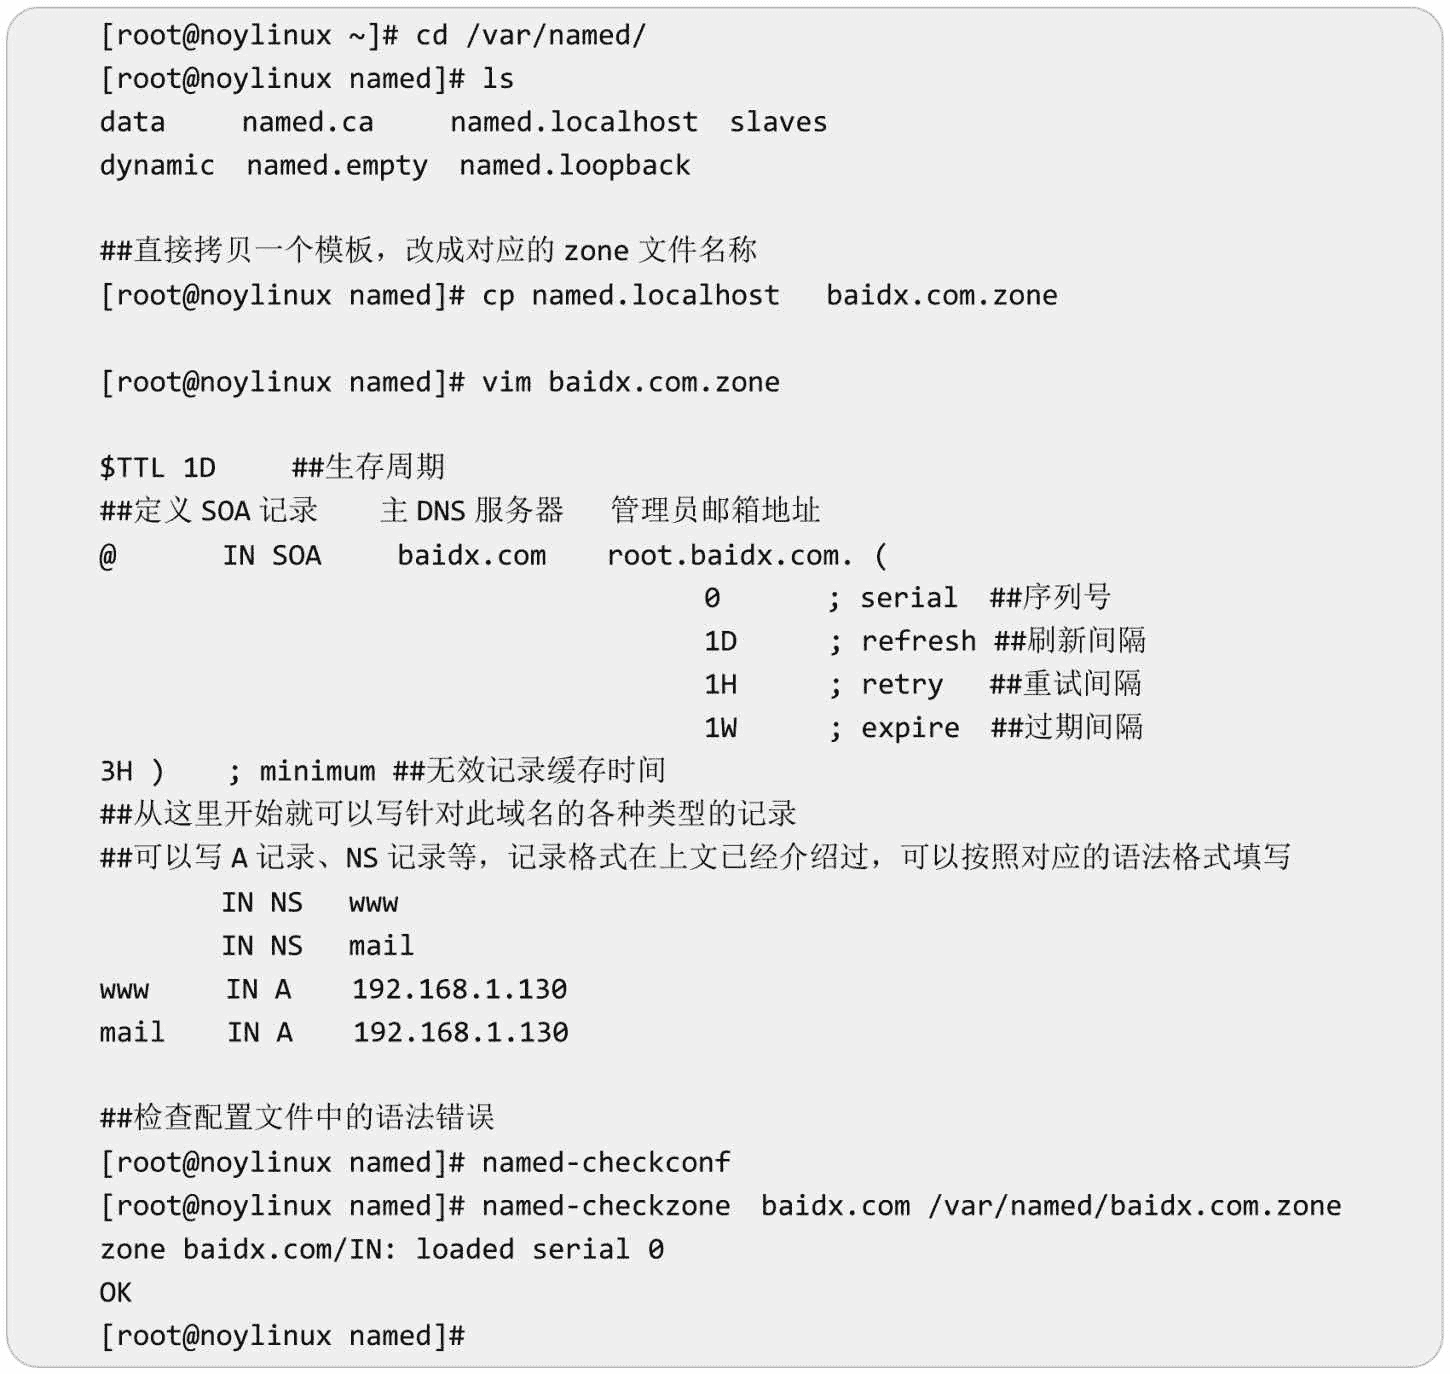 [root@noylinux ~]# cd /var/named/
[root@noylinux named]# ls
data     named.ca     named.localhost  slaves
dynamic  named.empty  named.loopback
##直接拷贝一个模板，改成对应的 zone 文件名称
[root@noylinux named]# cp named.localhost   baidx.com.zone
[root@noylinux named]# vim baidx.com.zone
$TTL 1D     ##生存周期
##定义 SOA 记录    主 DNS 服务器   管理员邮箱地址
@       IN SOA     baidx.com    root.baidx.com. (
0       ; serial  ##序列号
1D      ; refresh ##刷新间隔
1H      ; retry   ##重试间隔
1W      ; expire  ##过期间隔
3H )    ; minimum ##无效记录缓存时间
##从这里开始就可以写针对此域名的各种类型的记录
##可以写 A 记录、NS 记录等，记录格式在上文已经介绍过，可以按照对应的语法格式填写
IN NS   www
IN NS   mail
www     IN A    192.168.1.130
mail    IN A    192.168.1.130
##检查配置文件中的语法错误
[root@noylinux named]# named-checkconf
[root@noylinux named]# named-checkzone  baidx.com /var/named/baidx.com.zone
zone baidx.com/IN: loaded serial 0
OK
[root@noylinux named]#